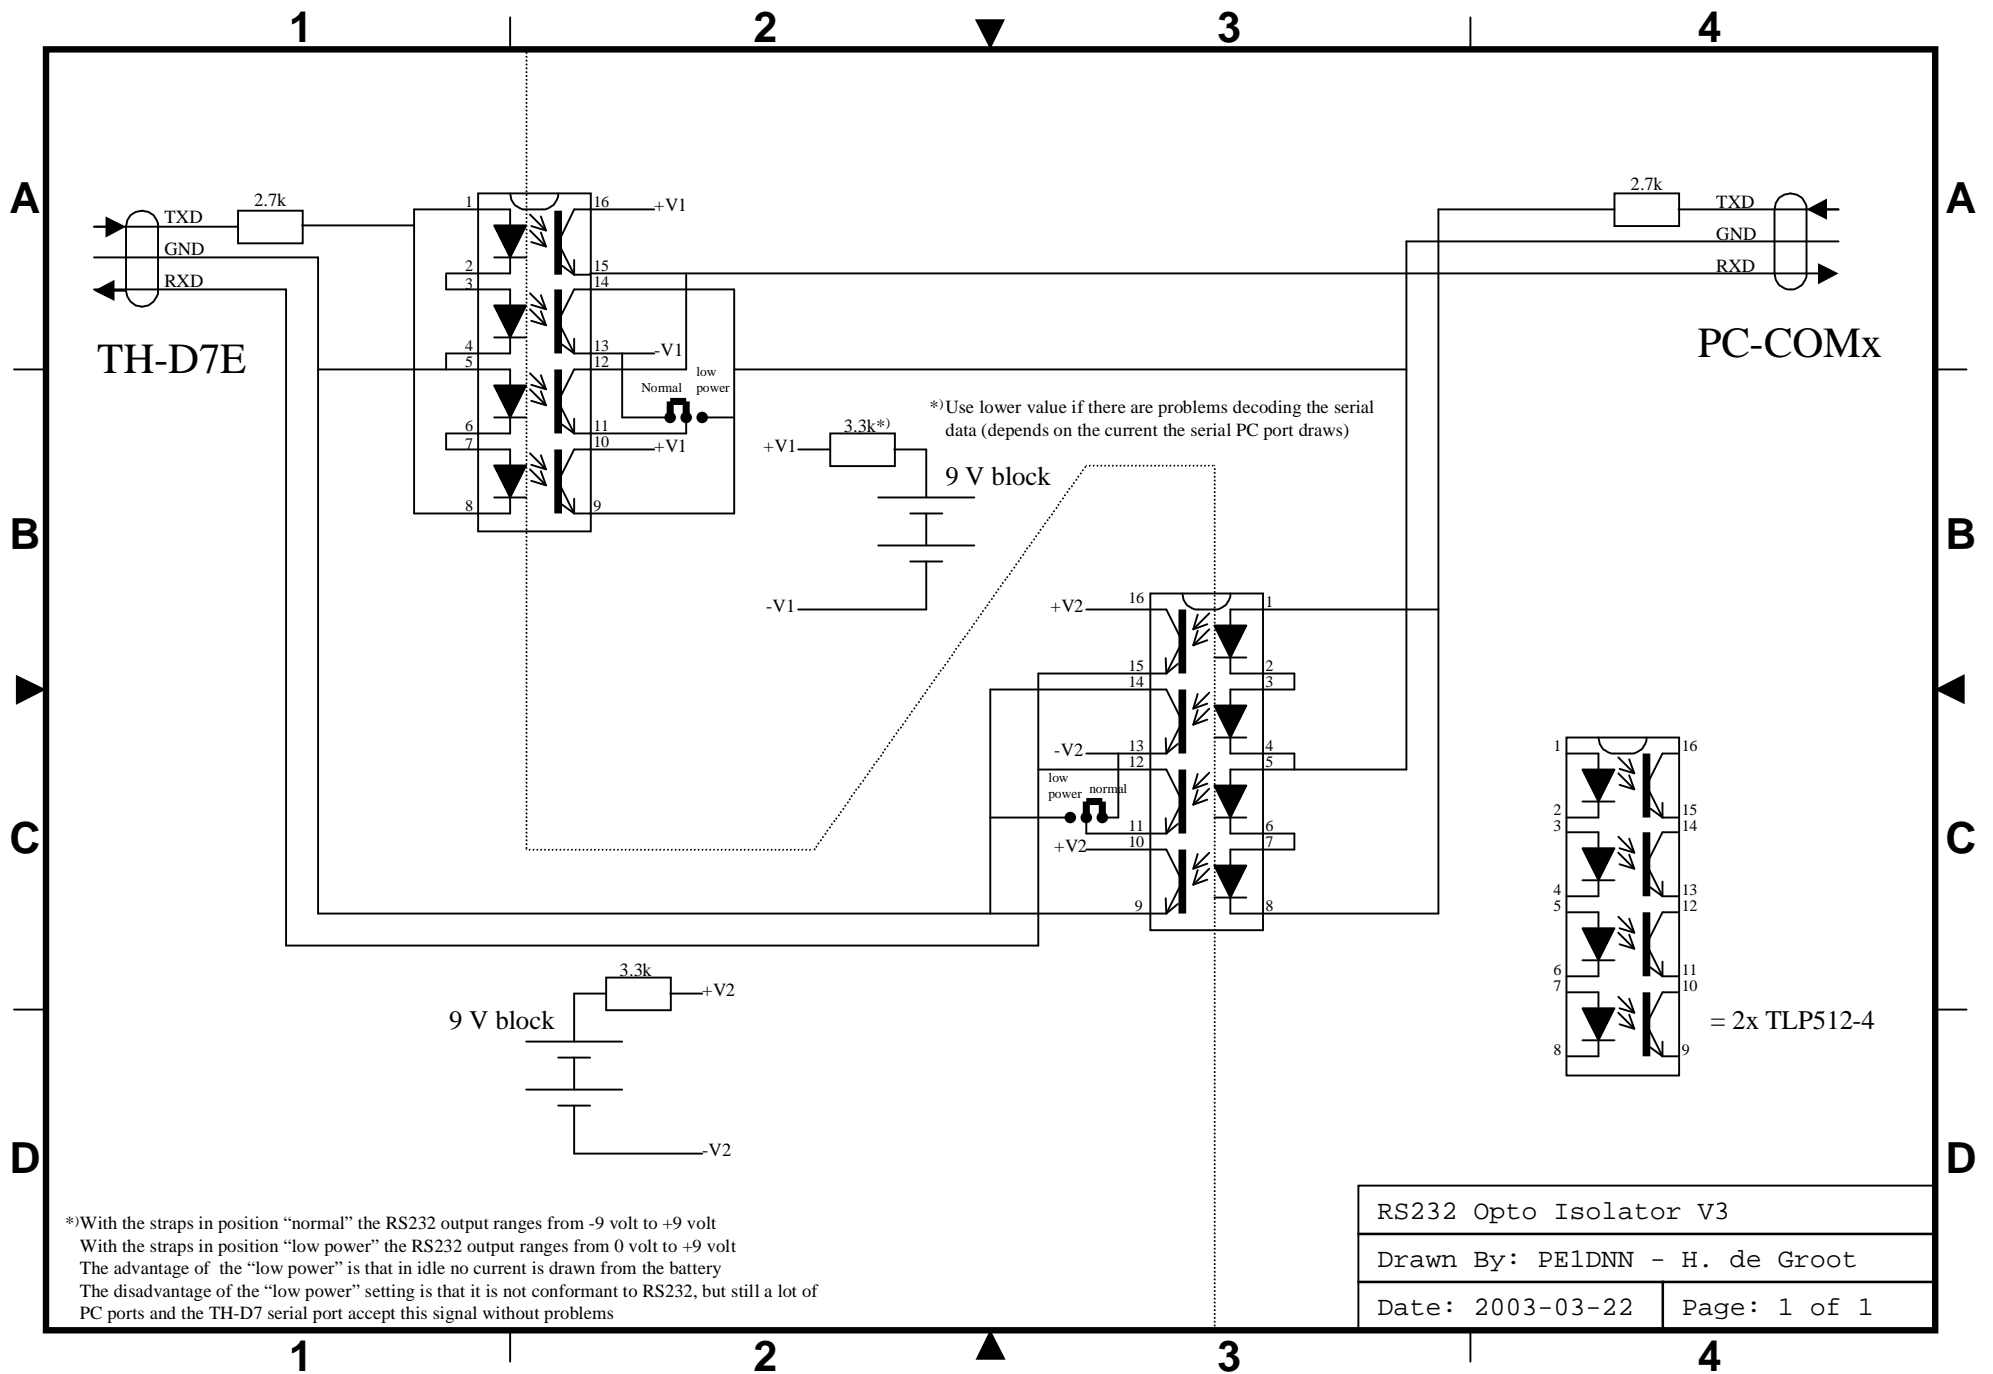 1 2 3 4
A A
2.7k
TXD
GND
RXD
TH-D7E
1
2
3
4
5
6
7
8
16
15
14
13
12
11
10
9
+V1
-V1
Normal
low
power
+V1
2.7k
TXD
GND
RXD
PC-COMx
*)Use lower value if there are problems decoding the serial
data (depends on the current the serial PC port draws)
+V1
3.3k*)
9 V block
-V1
B B
+V2
16
15
14
13
12
11
10
9
-V2
low
power
normal
+V2
1
2
3
4
5
6
7
8
C C
1
2
3
4
5
6
7
8
16
15
14
13
12
11
10
9
= 2x TLP512-4
3.3k
+V2
9 V block
-V2
D D
*)With the straps in position “normal” the RS232 output ranges from -9 volt to +9 volt
With the straps in position “low power” the RS232 output ranges from 0 volt to +9 volt
The advantage of the “low power” is that in idle no current is drawn from the battery
The disadvantage of the “low power” setting is that it is not conformant to RS232, but still a lot of
PC ports and the TH-D7 serial port accept this signal without problems
RS232 Opto Isolator V3
Drawn By: PE1DNN - H. de Groot
Date: 2003-03-22
Page: 1 of 1
1 2 3 4